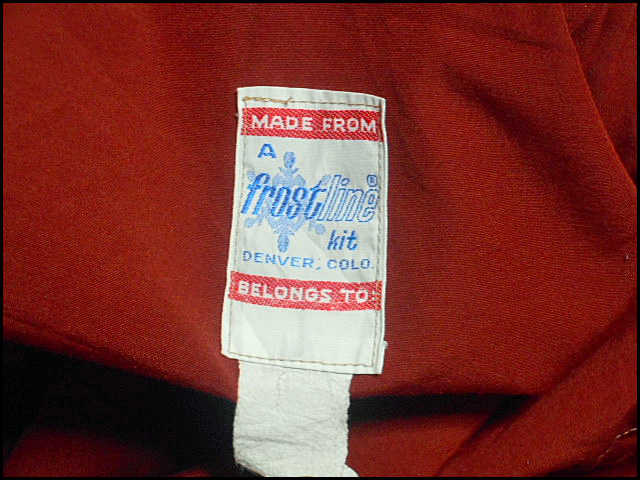 MADE FROM
A
frostline®
kit
DENVER, COLO.
BELONGS TO: